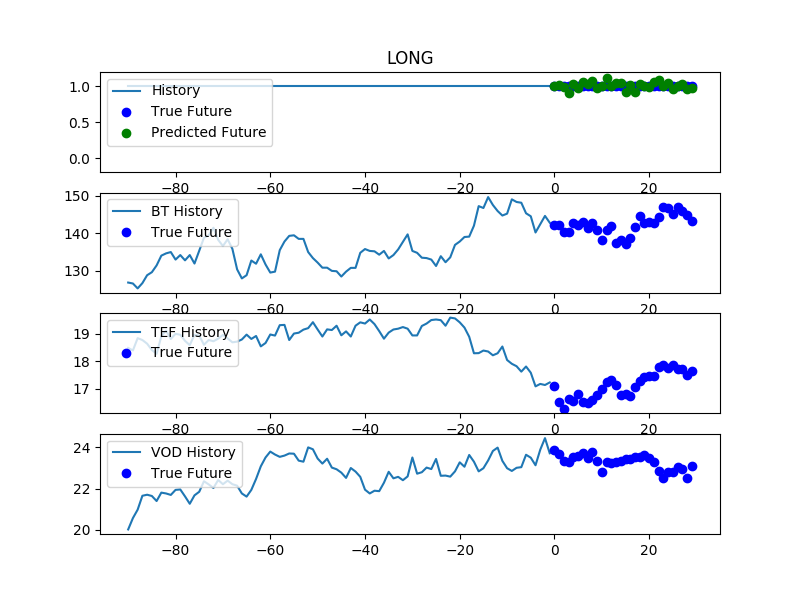 LONG
1.0
0.5
0.0
History
True Future
Predicted Future
−80 −60 −40 −20 0 20
150
140
130
BT History
True Future
−80 −60 −40 −20 0 20
19
18
17
TEF History
True Future
−80 −60 −40 −20 0 20
24
22
20
VOD History
True Future
−80 −60 −40 −20 0 20